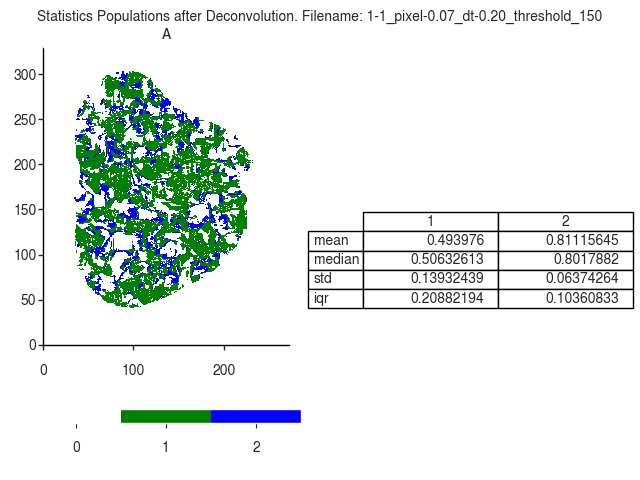 Statistics Populations after Deconvolution. Filename: 1-1_pixel-0.07_dt-0.20_threshold_150
A
300
250
200
150
100
50
0
0 100 200
1 2
mean 0.493976 0.81115645
median 0.50632613 0.8017882
std 0.13932439 0.06374264
iqr 0.20882194 0.10360833
0 1 2